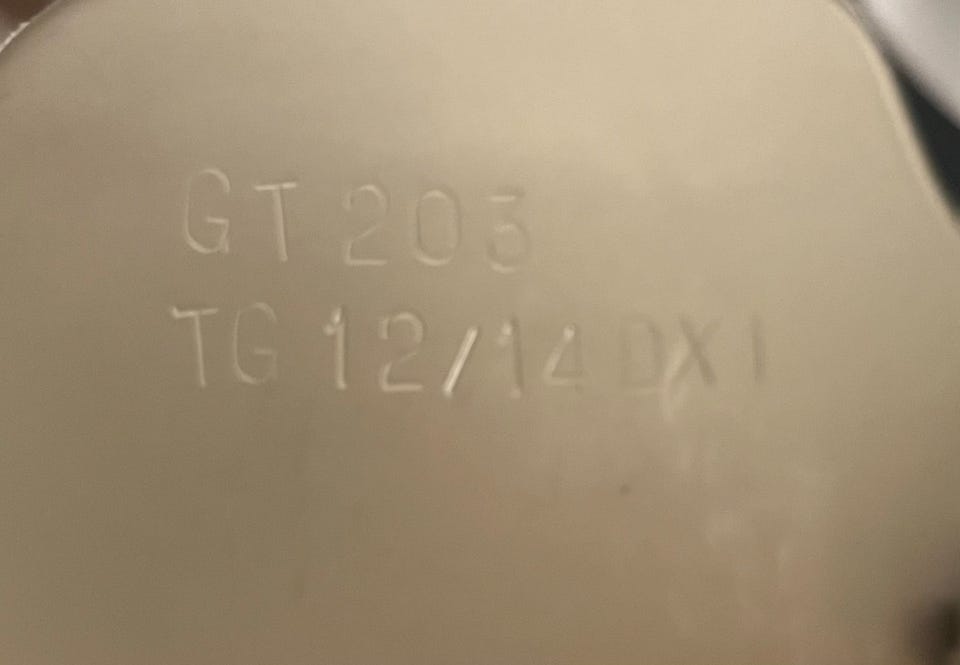 GT 203
TG 12/14 DX I